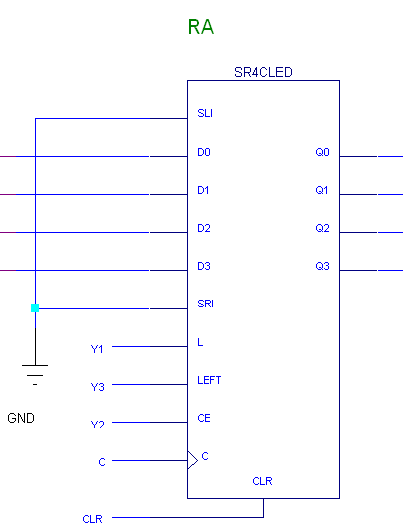 RA
SR4CLED
SLI
D0 Q0
D1 Q1
D2 Q2
D3 Q3
SRI
Y1 L
Y3 LEFT
GND
Y2 CE
C C
CLR
CLR